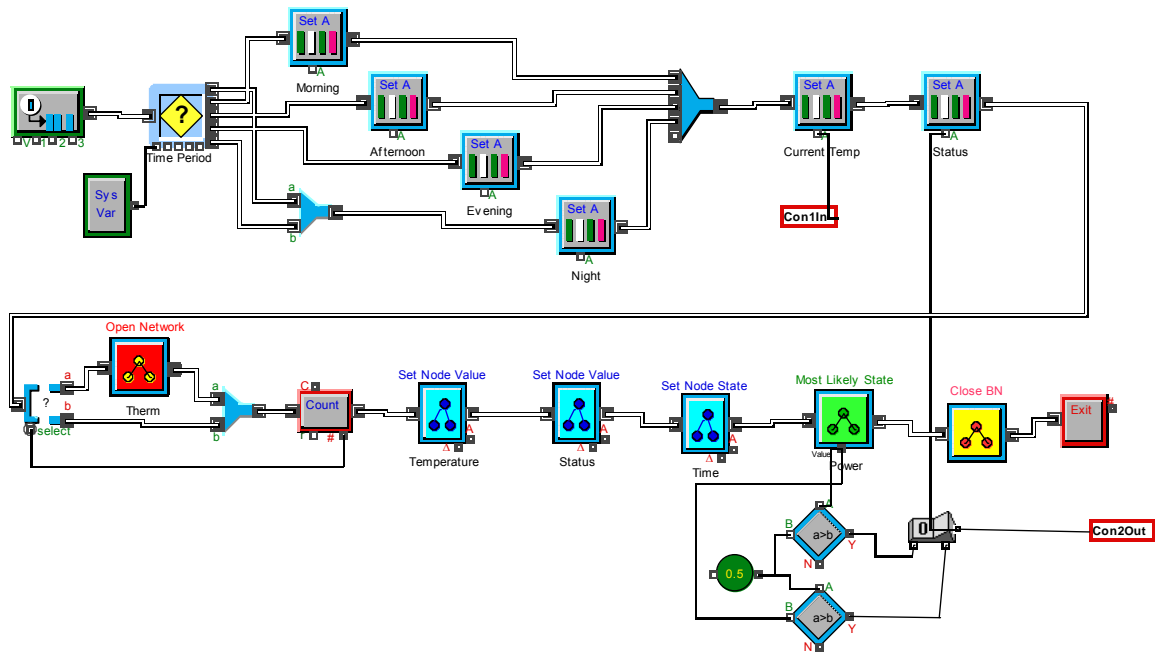 Set A
A
Morning
0
V 1 2 3
?
Time Period
Sys
Var
Set A
A
Afternoon
Set A
A
Evening
a
b
Set A
A
Night
Set A
Current Temp
Con1In
Set A
A
Status
Open Network
Therm
a
?
b
select
a
b
C
Count
r
#
Set Node Value
A
Δ
Temperature
Set Node Value
A
Δ
Status
Set Node State
A
Δ
Time
Most Likely State
Value
Power
Close BN
Exit
#
A
B
a>b
Y
N
0.5
A
B
a>b
Y
N
0
Con2Out